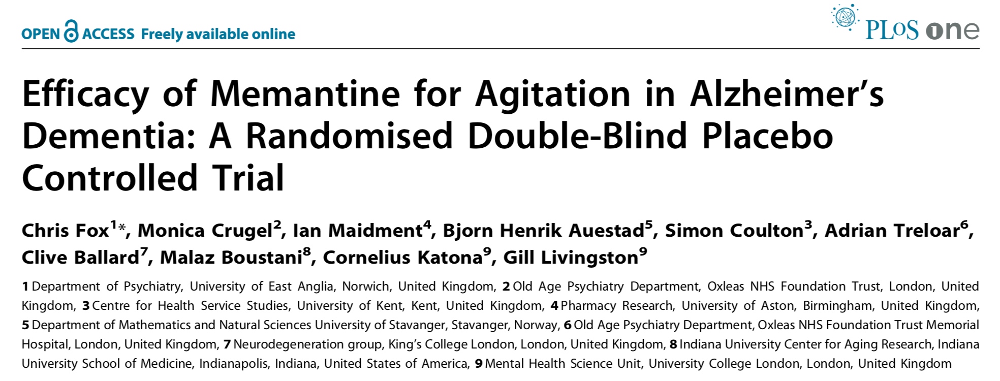 OPEN ACCESS Freely available online
PLoS one
Efficacy of Memantine for Agitation in Alzheimer's
Dementia: A Randomised Double-Blind Placebo
Controlled Trial
Chris Fox1*, Monica Crugel2, Ian Maidment4, Bjorn Henrik Auestad5, Simon Coulton3, Adrian Treloar6,
Clive Ballard7, Malaz Boustani8, Cornelius Katona9, Gill Livingston9
1 Department of Psychiatry, University of East Anglia, Norwich, United Kingdom, 2 Old Age Psychiatry Department, Oxleas NHS Foundation Trust, London, United
Kingdom, 3 Centre for Health Service Studies, University of Kent, Kent, United Kingdom, 4 Pharmacy Research, University of Aston, Birmingham, United Kingdom,
5 Department of Mathematics and Natural Sciences University of Stavanger, Stavanger, Norway, 6 Old Age Psychiatry Department, Oxleas NHS Foundation Trust Memorial
Hospital, London, United Kingdom, 7 Neurodegeneration group, King's College London, London, United Kingdom, 8 Indiana University Center for Aging Research, Indiana
University School of Medicine, Indianapolis, Indiana, United States of America, 9 Mental Health Science Unit, University College London, London, United Kingdom